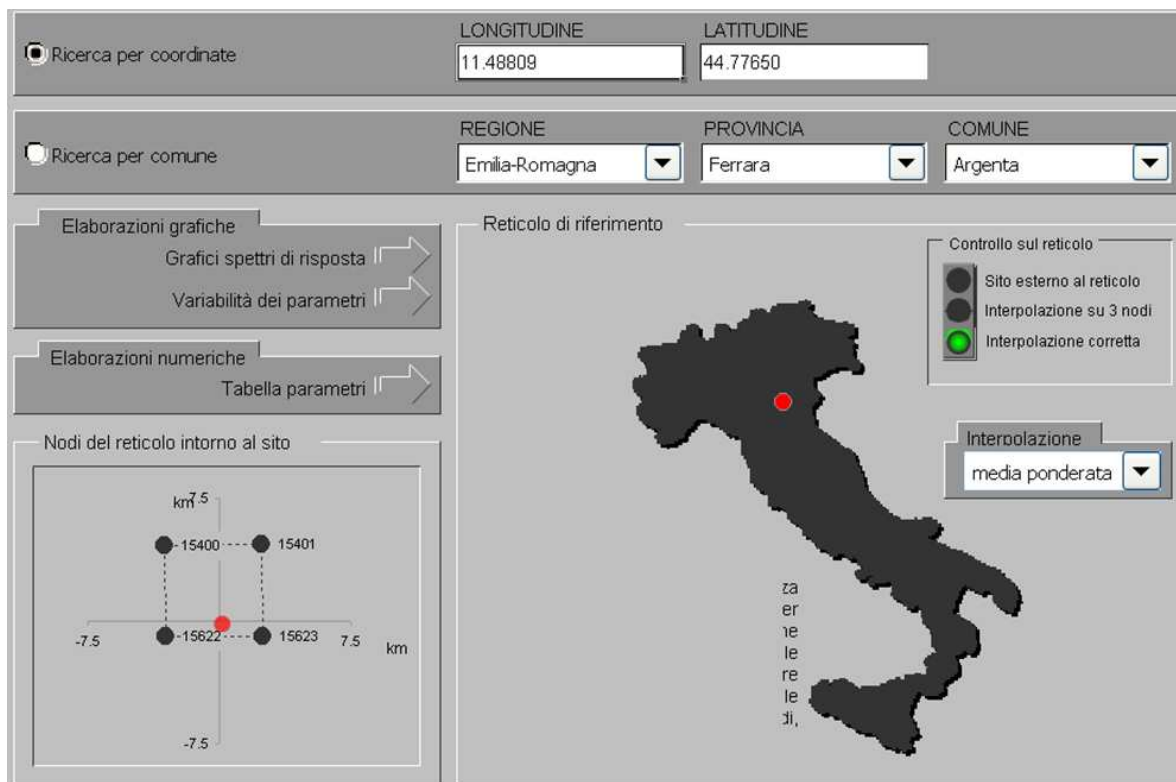 LONGITUDINE LATITUDINE
Ricerca per coordinate 11.48809 44.77650
REGIONE PROVINCIA COMUNE
Ricerca per comune Emilia-Romagna Ferrara Argenta
Elaborazioni grafiche
Grafici spettri di risposta
Variabilità dei parametri
Elaborazioni numeriche
Tabella parametri
Nodi del reticolo intorno al sito
km 7.5
15400 15401
-7.5 15622 15623 7.5 km
-7.5
Reticolo di riferimento
Controllo sul reticolo
Sito esterno al reticolo
Interpolazione su 3 nodi
Interpolazione corretta
Interpolazione
media ponderata
za
er
ne
le
re
le
di,